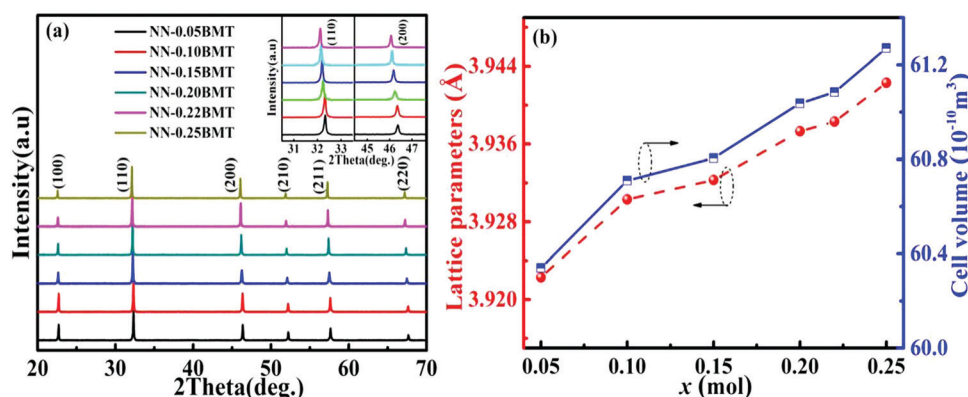 (a)
NN-0.05BMT
NN-0.10BMT
NN-0.15BMT
NN-0.20BMT
NN-0.22BMT
NN-0.25BMT
Intensity(a.u)
(110)
(200)
31 32 33 45 46 47
2Theta(deg.)
Intensity(a.u)
(100)
(110)
(200)
(210)
(211)
(220)
20 30 40 50 60 70
2Theta(deg.)
(b)
Lattice parameters (Å)
3.944
3.936
3.928
3.920
61.2
60.8
60.4
60.0
Cell volume (10⁻¹⁰m³)
0.05 0.10 0.15 0.20 0.25
x (mol)